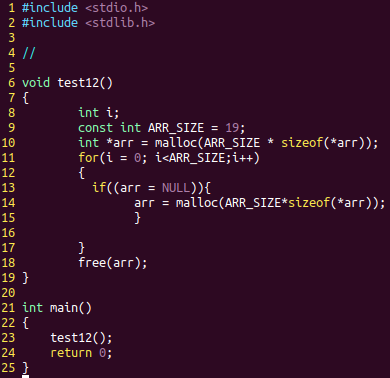 1 #include <stdio.h>
2 #include <stdlib.h>
3
4 //
5
6 void test12()
7 {
8         int i;
9         const int ARR_SIZE = 19;
10         int *arr = malloc(ARR_SIZE * sizeof(*arr));
11         for(i = 0; i<ARR_SIZE;i++)
12         {
13           if((arr = NULL)){
14                 arr = malloc(ARR_SIZE*sizeof(*arr));
15                 }
16
17         }
18         free(arr);
19 }
20
21 int main()
22 {
23     test12();
24     return 0;
25 }